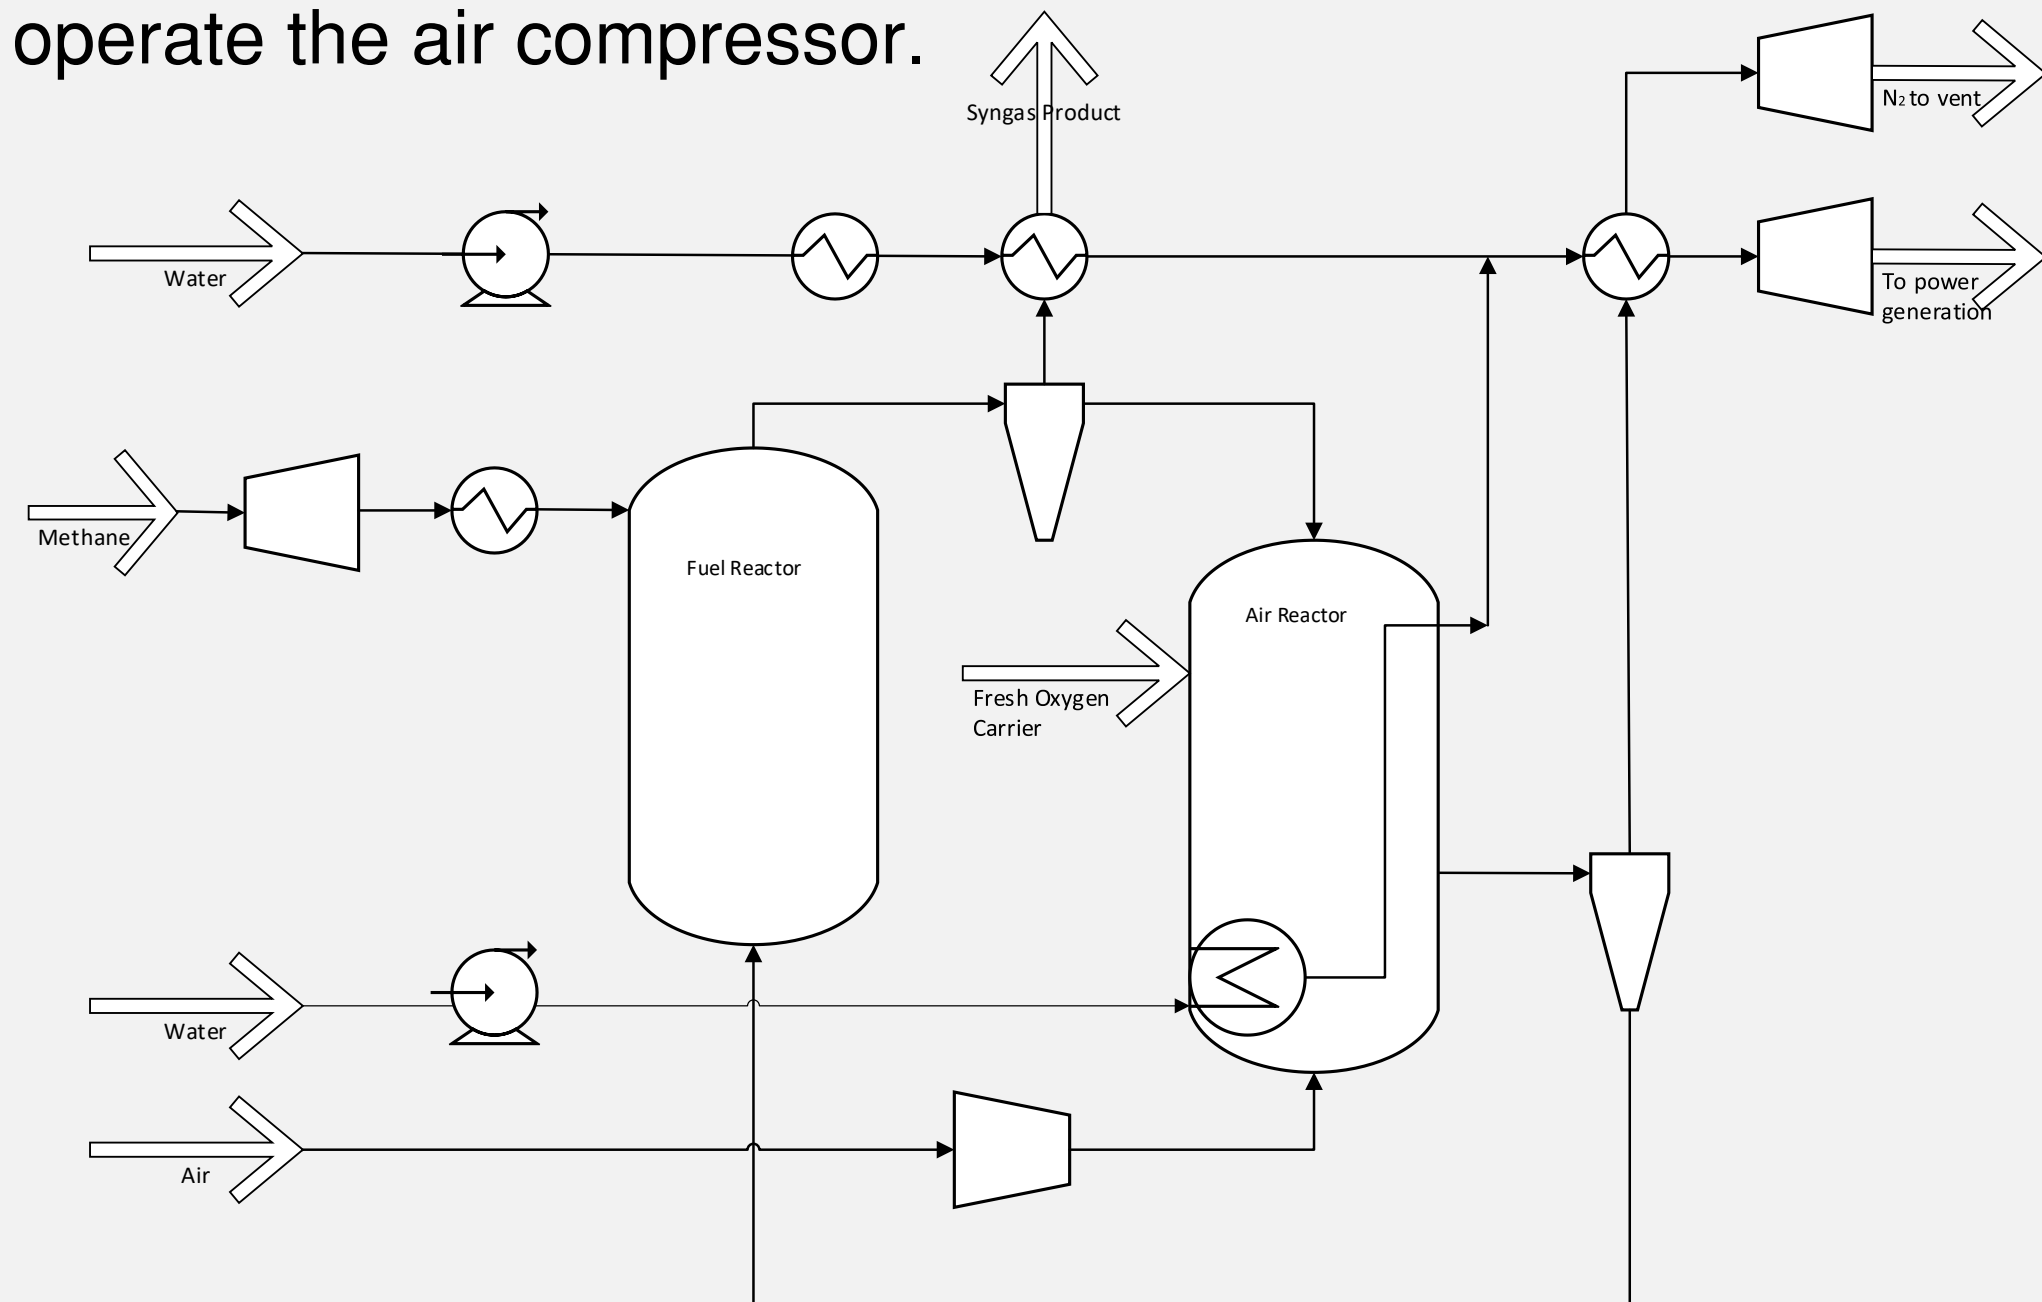 operate the air compressor.
Syngas Product
N₂ to vent
Water
To power
generation
Methane
Fuel Reactor
Air Reactor
Fresh Oxygen
Carrier
Water
Air